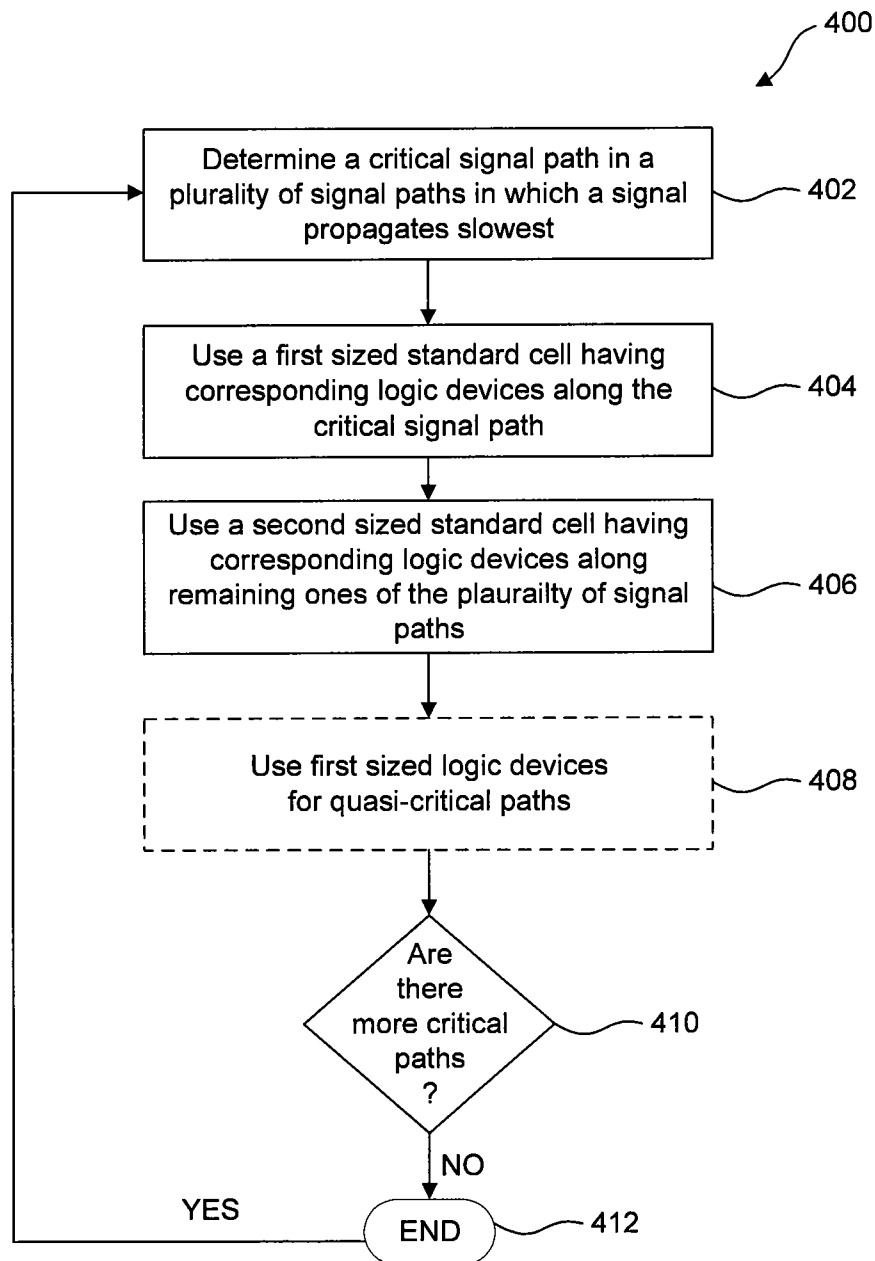 400
Determine a critical signal path in a
plurality of signal paths in which a signal
propagates slowest
402
Use a first sized standard cell having
corresponding logic devices along the
critical signal path
404
Use a second sized standard cell having
corresponding logic devices along
remaining ones of the plaurailty of signal
paths
406
Use first sized logic devices
for quasi-critical paths
408
Are
there
more critical
paths
?
410
NO
YES
END
412